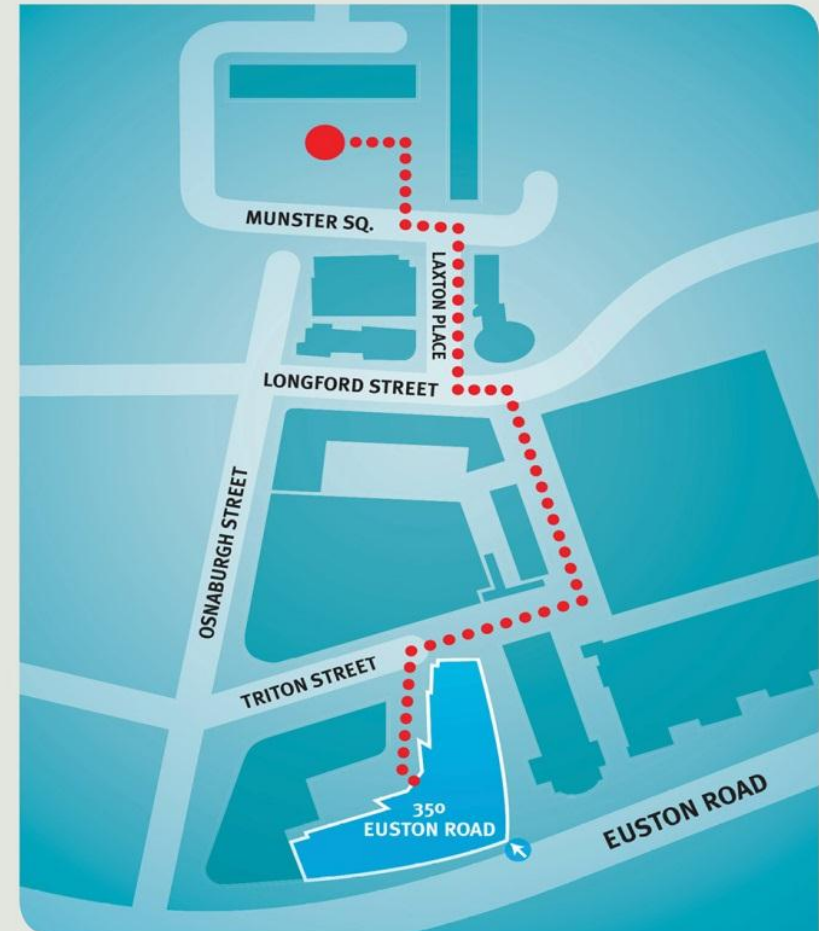 MUNSTER SQ.
LAXTON PLACE
LONGFORD STREET
OSNABURGH STREET
TRITON STREET
350
EUSTON ROAD
EUSTON ROAD